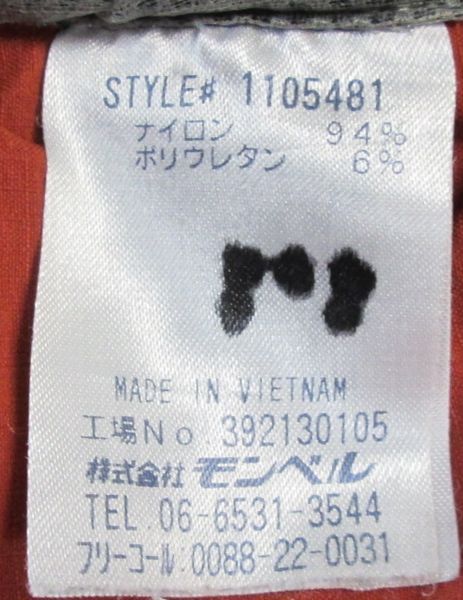 STYLE# 1105481
ナイロン 94%
ポリウレタン 6%
MADE IN VIETNAM
工場No. 392130105
株式会社 モンベル
TEL.06-6531-3544
フリーコール:0088-22-0031